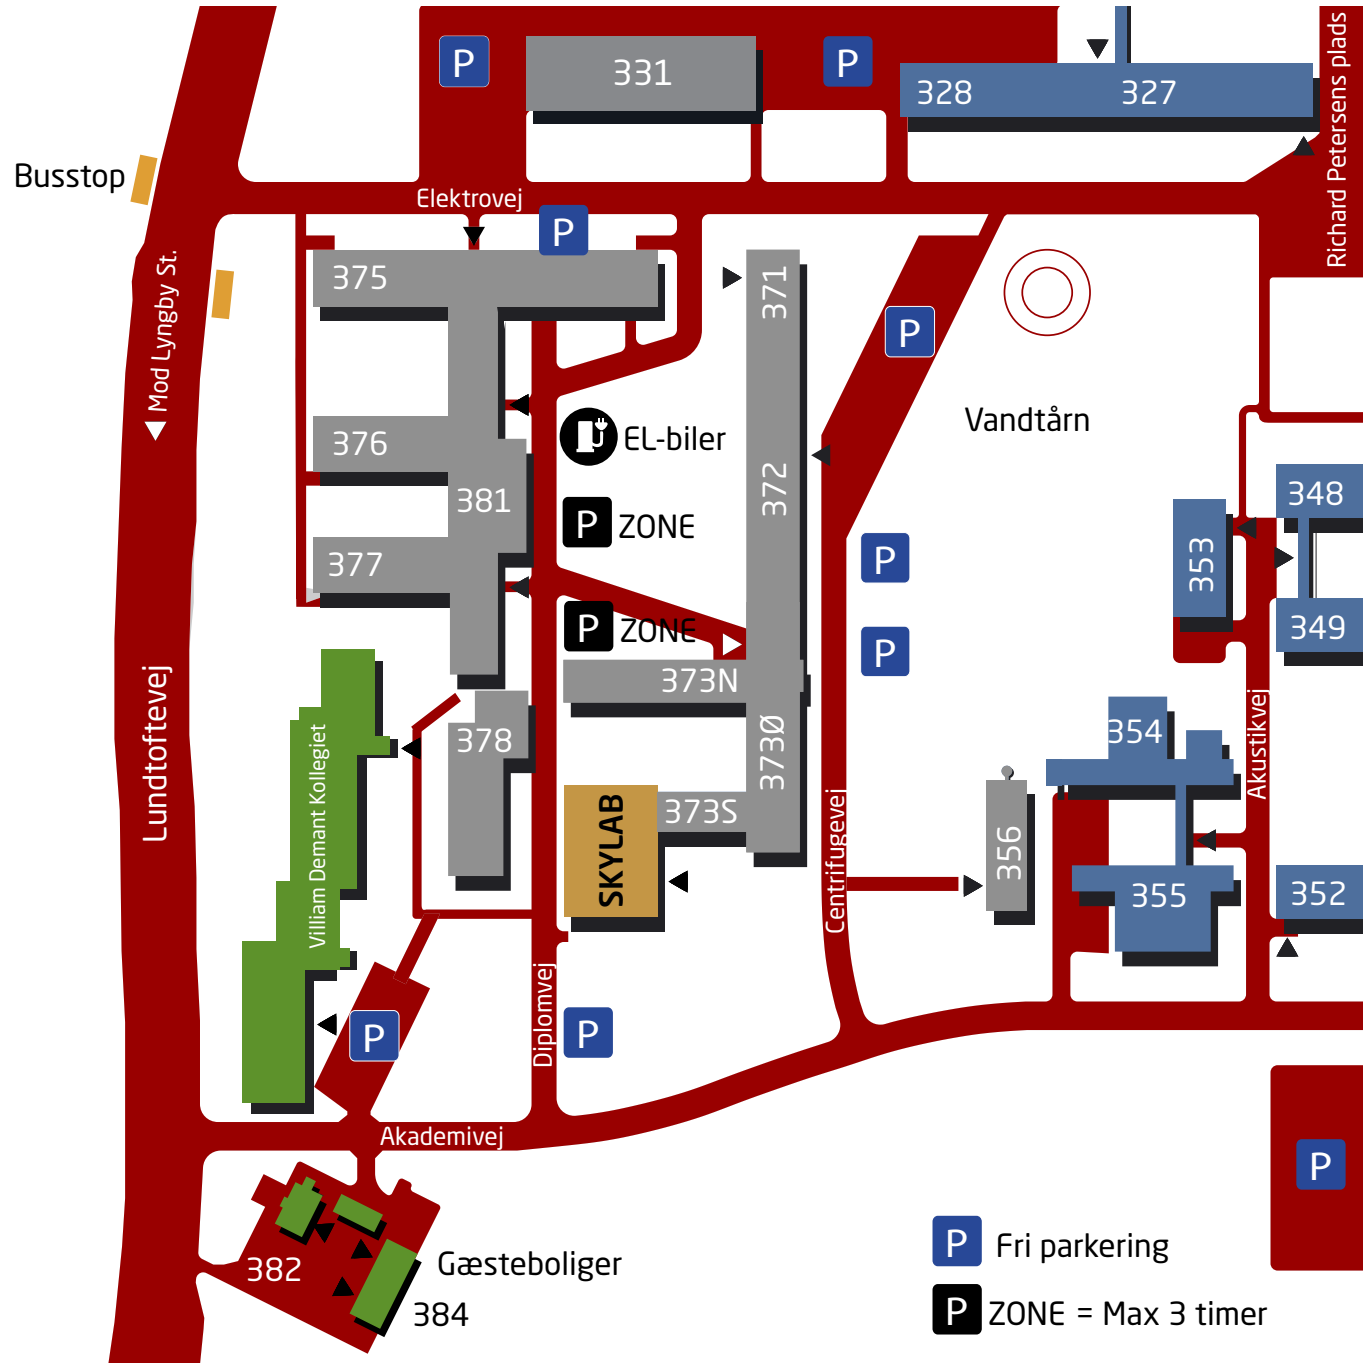 P
331
P
328
327
Richard Petersens plads
Busstop
Elektrovej
P
375
371
Mod Lyngby St.
P
Vandtårn
376
EL-biler
381
372
348
P ZONE
377
P
353
P ZONE
349
P
373N
Lundtoftevej
Villiam Demant Kollegiet
378
373Ø
354
Akustikvej
SKYLAB
373S
Centrifugevej
356
355
352
Diplomvej
P
P
Akademivej
P
382
Gæsteboliger
384
P Fri parkering
P ZONE = Max 3 timer